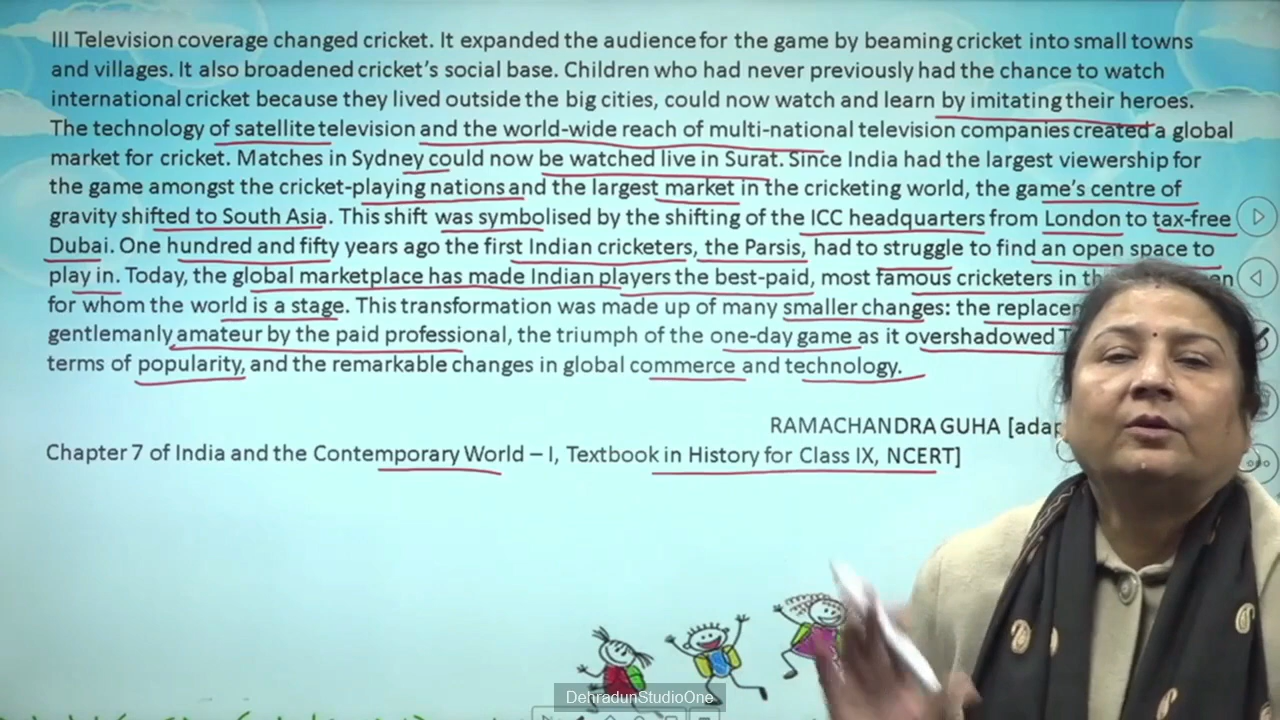 III Television coverage changed cricket. It expanded the audience for the game by beaming cricket into small towns
and villages. It also broadened cricket's social base. Children who had never previously had the chance to watch
international cricket because they lived outside the big cities, could now watch and learn by imitating their heroes.
The technology of satellite television and the world-wide reach of multi-national television companies created a global
market for cricket. Matches in Sydney could now be watched live in Surat. Since India had the largest viewership for
the game amongst the cricket-playing nations and the largest market in the cricketing world, the game's centre of
gravity shifted to South Asia. This shift was symbolised by the shifting of the ICC headquarters from London to tax-free
Dubai. One hundred and fifty years ago the first Indian cricketers, the Parsis, had to struggle to find an open space to
play in. Today, the global marketplace has made Indian players the best-paid, most famous cricketers in
for whom the world is a stage. This transformation was made up of many smaller changes: the
gentlemanly amateur by the paid professional, the triumph of the one-day game as it overshadowed
terms of popularity, and the remarkable changes in global commerce and technology.
RAMACHANDRA GUHA
Chapter 7 of India and the Contemporary World – I, Textbook in History for Class IX, NCERT]
DehradunStudioOne